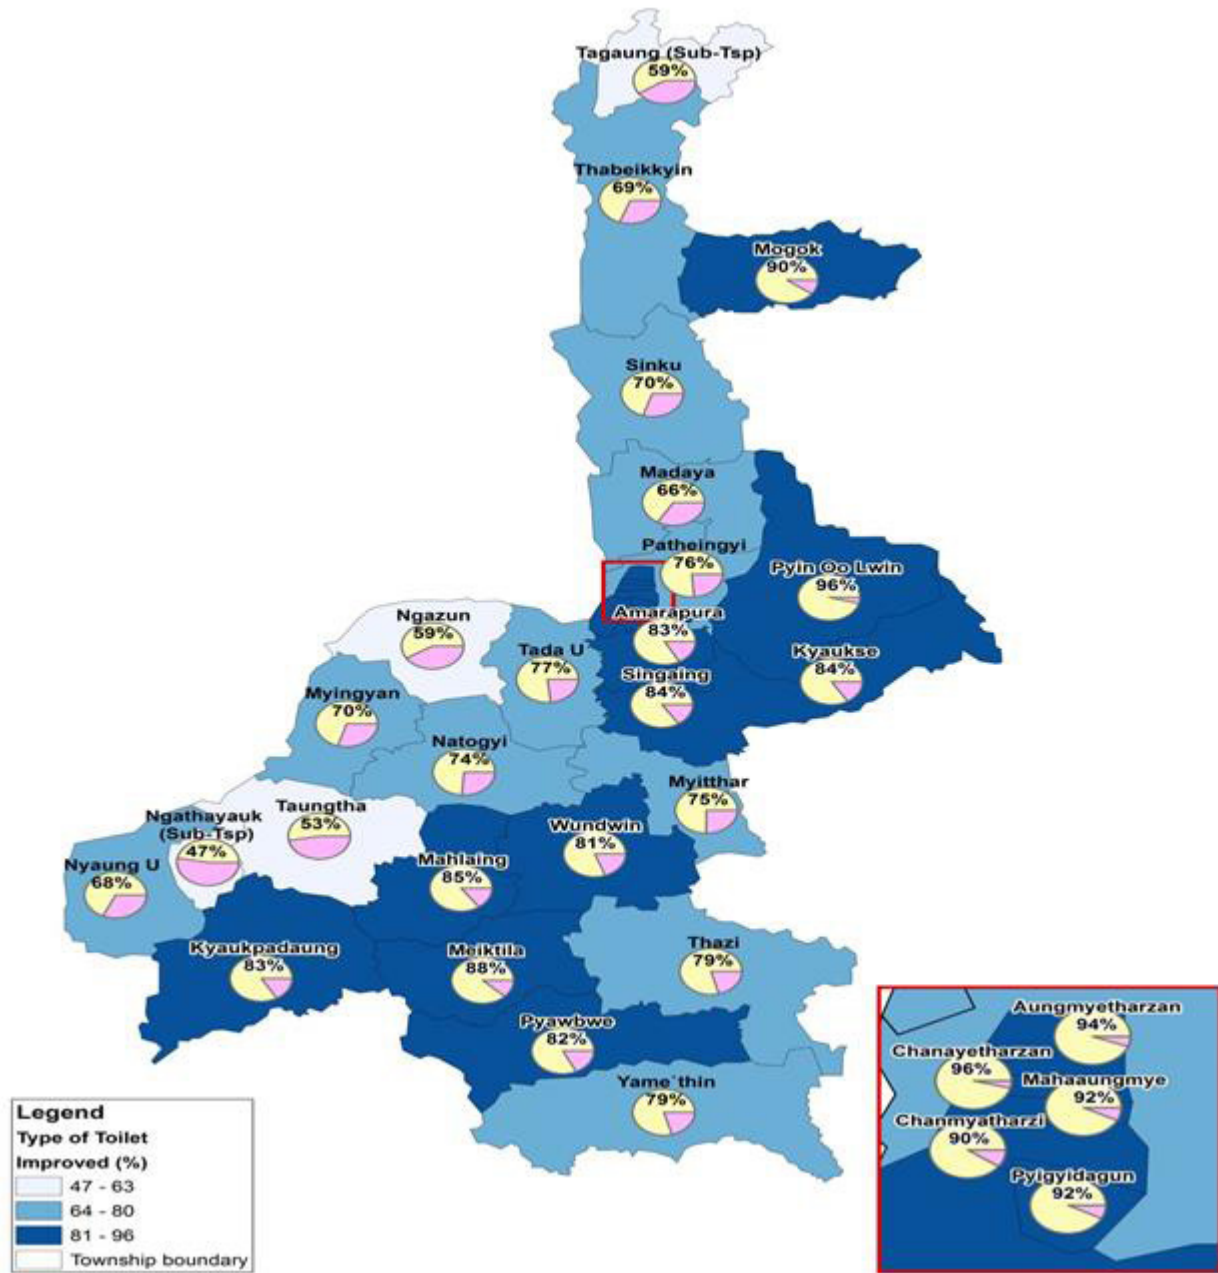 Tagaung (Sub-Tsp)
59%
Thabeikkyin
69%
Mogok
90%
Sinku
70%
Madaya
66%
Patheingyi
76%
Pyin Oo Lwin
96%
Amarapura
83%
Kyaukse
84%
Singaing
84%
Ngazun
59%
Tada U
77%
Myingyan
70%
Natogyi
74%
Myitthar
75%
Taungtha
53%
Ngathayauk
(Sub-Tsp)
47%
Nyaung U
68%
Wundwin
81%
Mahlaing
85%
Kyaukpadaung
83%
Meiktila
88%
Thazi
79%
Pyawbwe
82%
Yame`thin
79%
Aungmyetharzan
94%
Chanayetharzan
96%
Mahaaungmye
92%
Chanmyatharzi
90%
Pyigyidagun
92%
Legend
Type of Toilet
Improved (%)
47 - 63
64 - 80
81 - 96
Township boundary